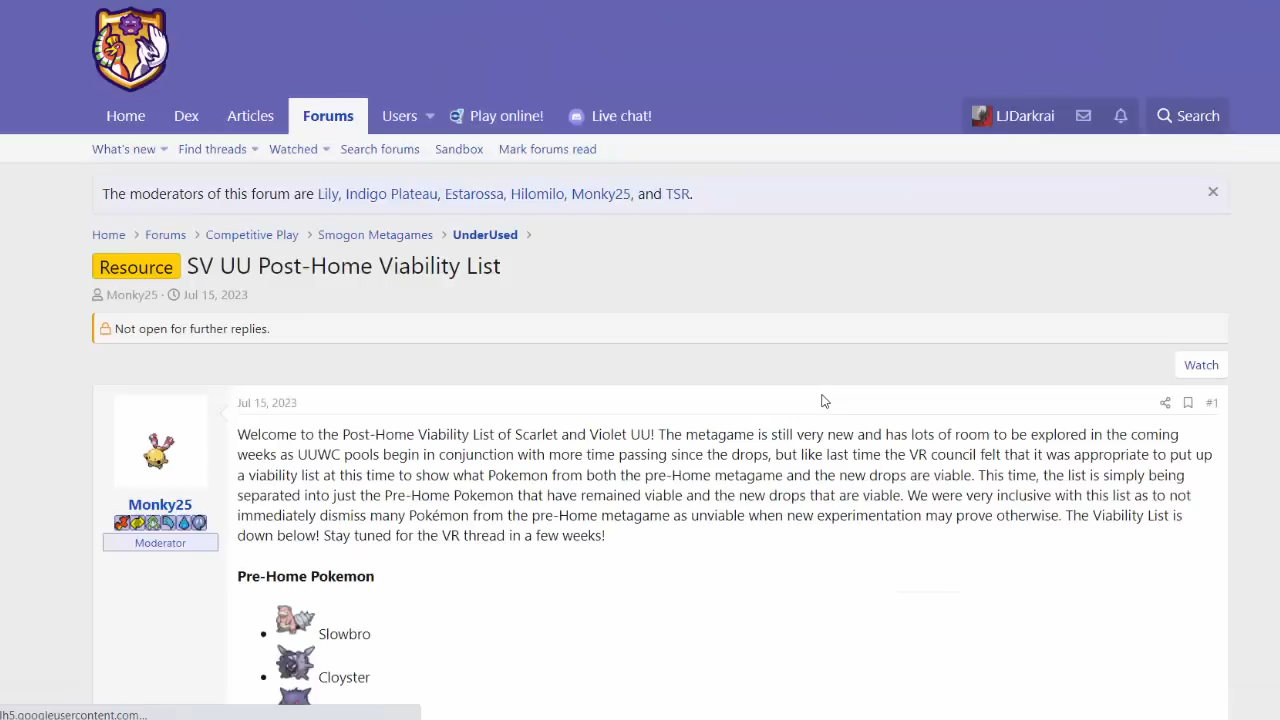 Home Dex Articles Forums Users Play online! Live chat! LJDarkrai Search
What's new Find threads Watched Search forums Sandbox Mark forums read
The moderators of this forum are Lily, Indigo Plateau, Estarossa, Hilomilo, Monky25, and TSR.
Home Forums Competitive Play Smogon Metagames UnderUsed
Resource SV UU Post-Home Viability List
Monky25 · Jul 15, 2023
Not open for further replies.
Watch
Jul 15, 2023 #1
Welcome to the Post-Home Viability List of Scarlet and Violet UU! The metagame is still very new and has lots of room to be explored in the coming
weeks as UUWC pools begin in conjunction with more time passing since the drops, but like last time the VR council felt that it was appropriate to put up
a viability list at this time to show what Pokemon from both the pre-Home metagame and the new drops are viable. This time, the list is simply being
separated into just the Pre-Home Pokemon that have remained viable and the new drops that are viable. We were very inclusive with this list as to not
immediately dismiss many Pokémon from the pre-Home metagame as unviable when new experimentation may prove otherwise. The Viability List is
down below! Stay tuned for the VR thread in a few weeks!
Monky25
Moderator
Pre-Home Pokemon
Slowbro
Cloyster
lh5.googleusercontent.com...